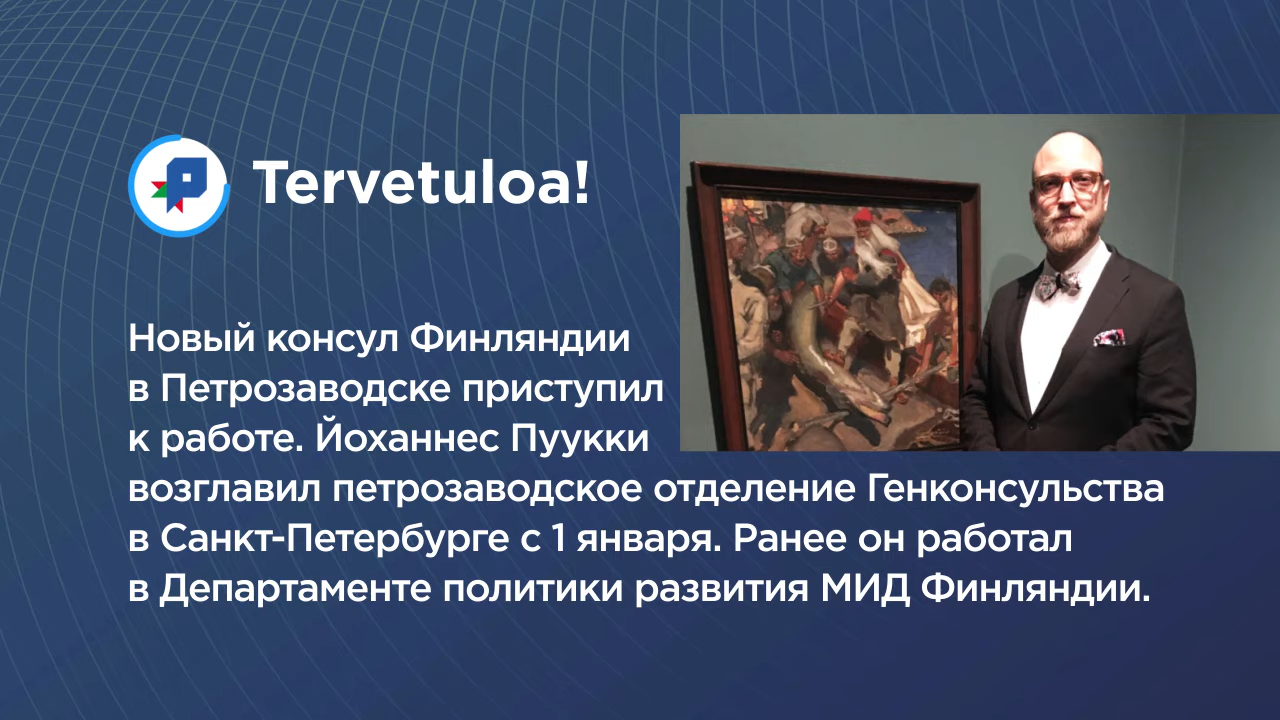 Tervetuloa!
Новый консул Финляндии
в Петрозаводске приступил
к работе. Йоханнес Пуукки
возглавил петрозаводское отделение Генконсульства
в Санкт-Петербурге с 1 января. Ранее он работал
в Департаменте политики развития МИД Финляндии.